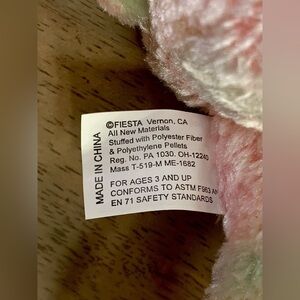 ©FIESTA Vernon, CA
All New Materials
Stuffed with Polyester Fiber
& Polyethylene Pellets
Reg. No. PA 1030. OH-12240
Mass T-519-M ME-1682
FOR AGES 3 AND UP
CONFORMS TO ASTM F963 AN
EN 71 SAFETY STANDARDS
MADE IN CHINA